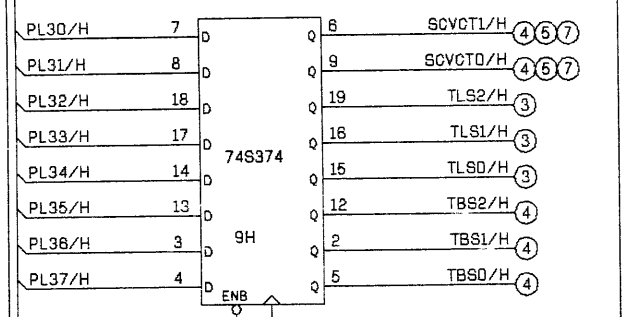 PL30/H 7 D Q 6 SCVCT1/H 4 5 7
PL31/H 8 D Q 9 SCVCT0/H 4 5 7
PL32/H 18 D Q 19 TLS2/H 3
PL33/H 17 D Q 16 TLS1/H 3
74S374
PL34/H 14 D Q 15 TLS0/H 3
PL35/H 13 D Q 12 TBS2/H 4
9H
PL36/H 3 D Q 2 TBS1/H 4
PL37/H 4 D Q 5 TBS0/H 4
ENB